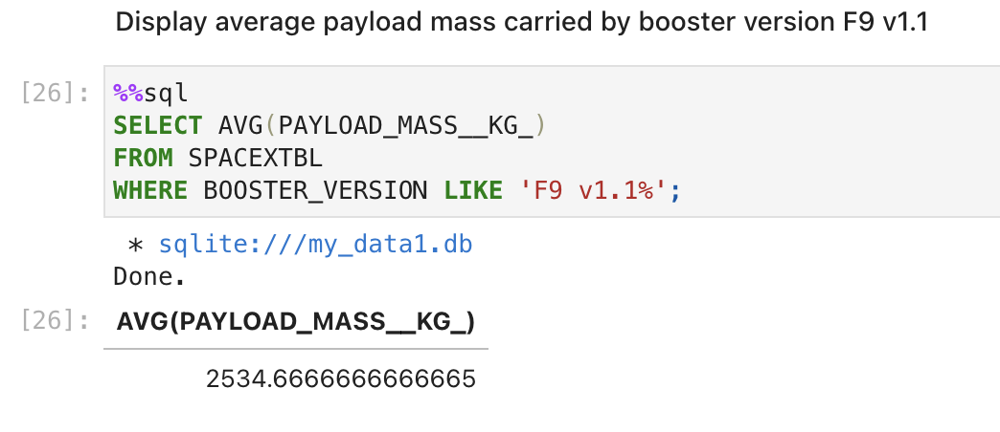 Display average payload mass carried by booster version F9 v1.1
[26]: %%sql
SELECT AVG(PAYLOAD_MASS__KG_)
FROM SPACEXTBL
WHERE BOOSTER_VERSION LIKE 'F9 v1.1%';
* sqlite:///my_data1.db
Done.
[26]: AVG(PAYLOAD_MASS__KG_)
2534.6666666666665